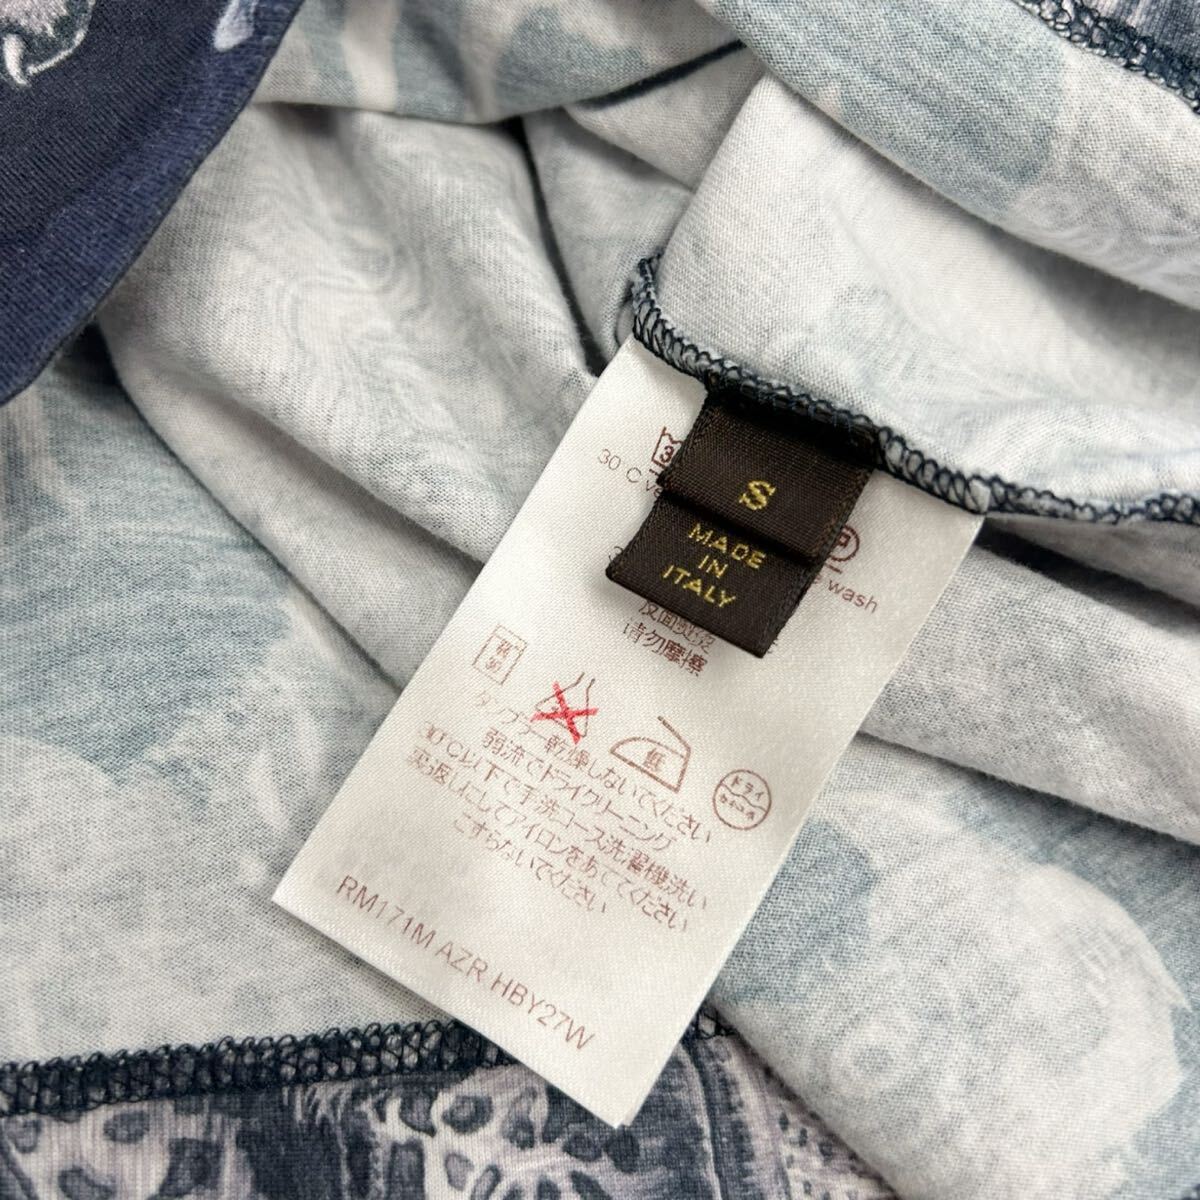 S
MADE
IN
ITALY
30 C
wash
反面熨烫
请勿摩擦
タンブラー乾燥しないでください
弱流でドライクリーニング
30℃以下で手洗コース洗濯機洗い
裏返しにしてアイロンをあててください
こすらないでください
RM171M AZR HBY27W